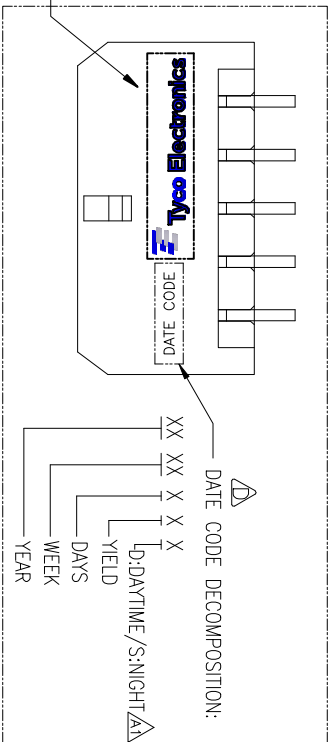 Tyco Electronics
DATE CODE
D
DATE CODE DECOMPOSITION:
XX XX X X X
D:DAYTIME/S:NIGHT
A1
YIELD
DAYS
WEEK
YEAR